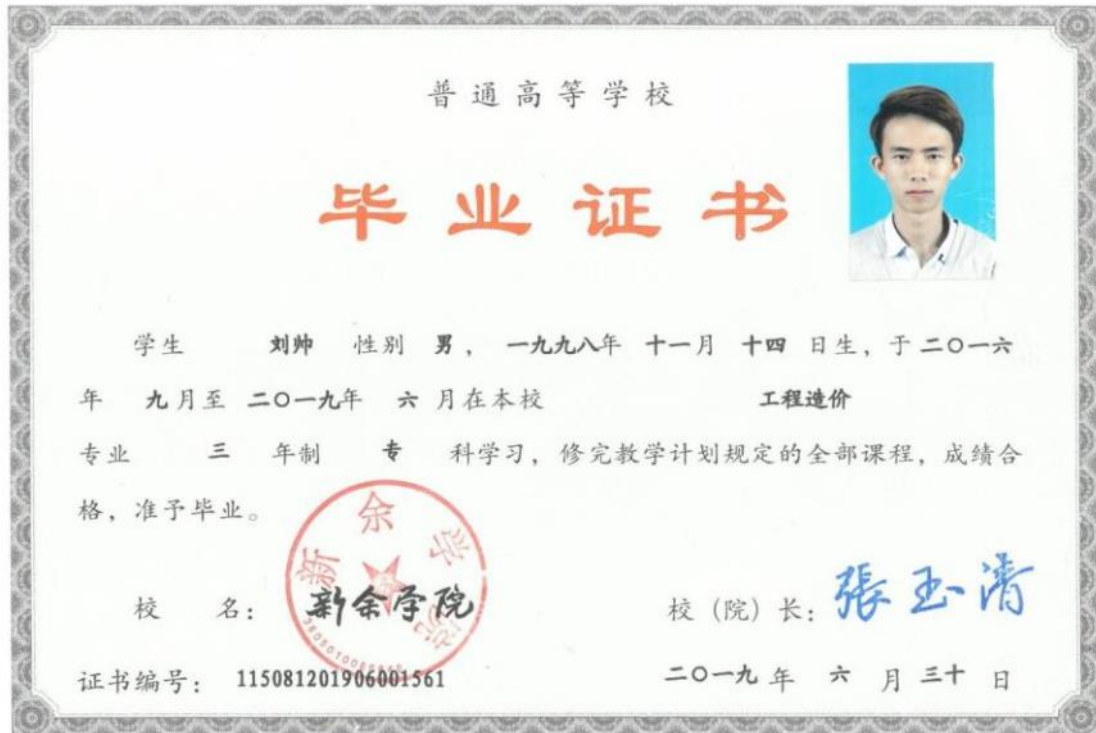 普通高等学校
毕业证书
学生 刘帅 性别 男, 一九九八年 十一月 十四 日生, 于二〇一六
年 九月至 二〇一九年 六 月在本校 工程造价
专业 三 年制 专 科学习, 修完教学计划规定的全部课程, 成绩合
格, 准予毕业。
新余学院
校 名: 新余学院 校(院)长: 張玉清
证书编号: 115081201906001561 二〇一九 年 六 月 三十 日